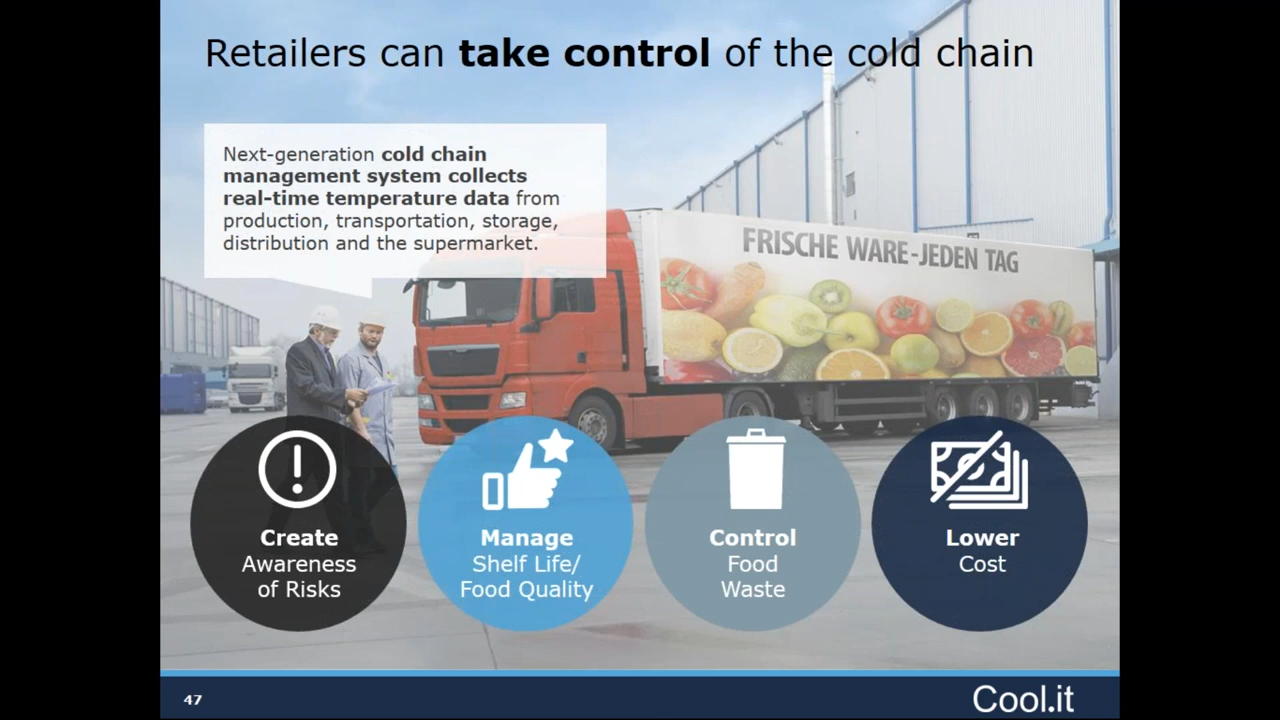 Retailers can take control of the cold chain
Next-generation cold chain
management system collects
real-time temperature data from
production, transportation, storage,
distribution and the supermarket.
FRISCHE WARE-JEDEN TAG
Create
Awareness
of Risks
Manage
Shelf Life/
Food Quality
Control
Food
Waste
Lower
Cost
47
Cool.it